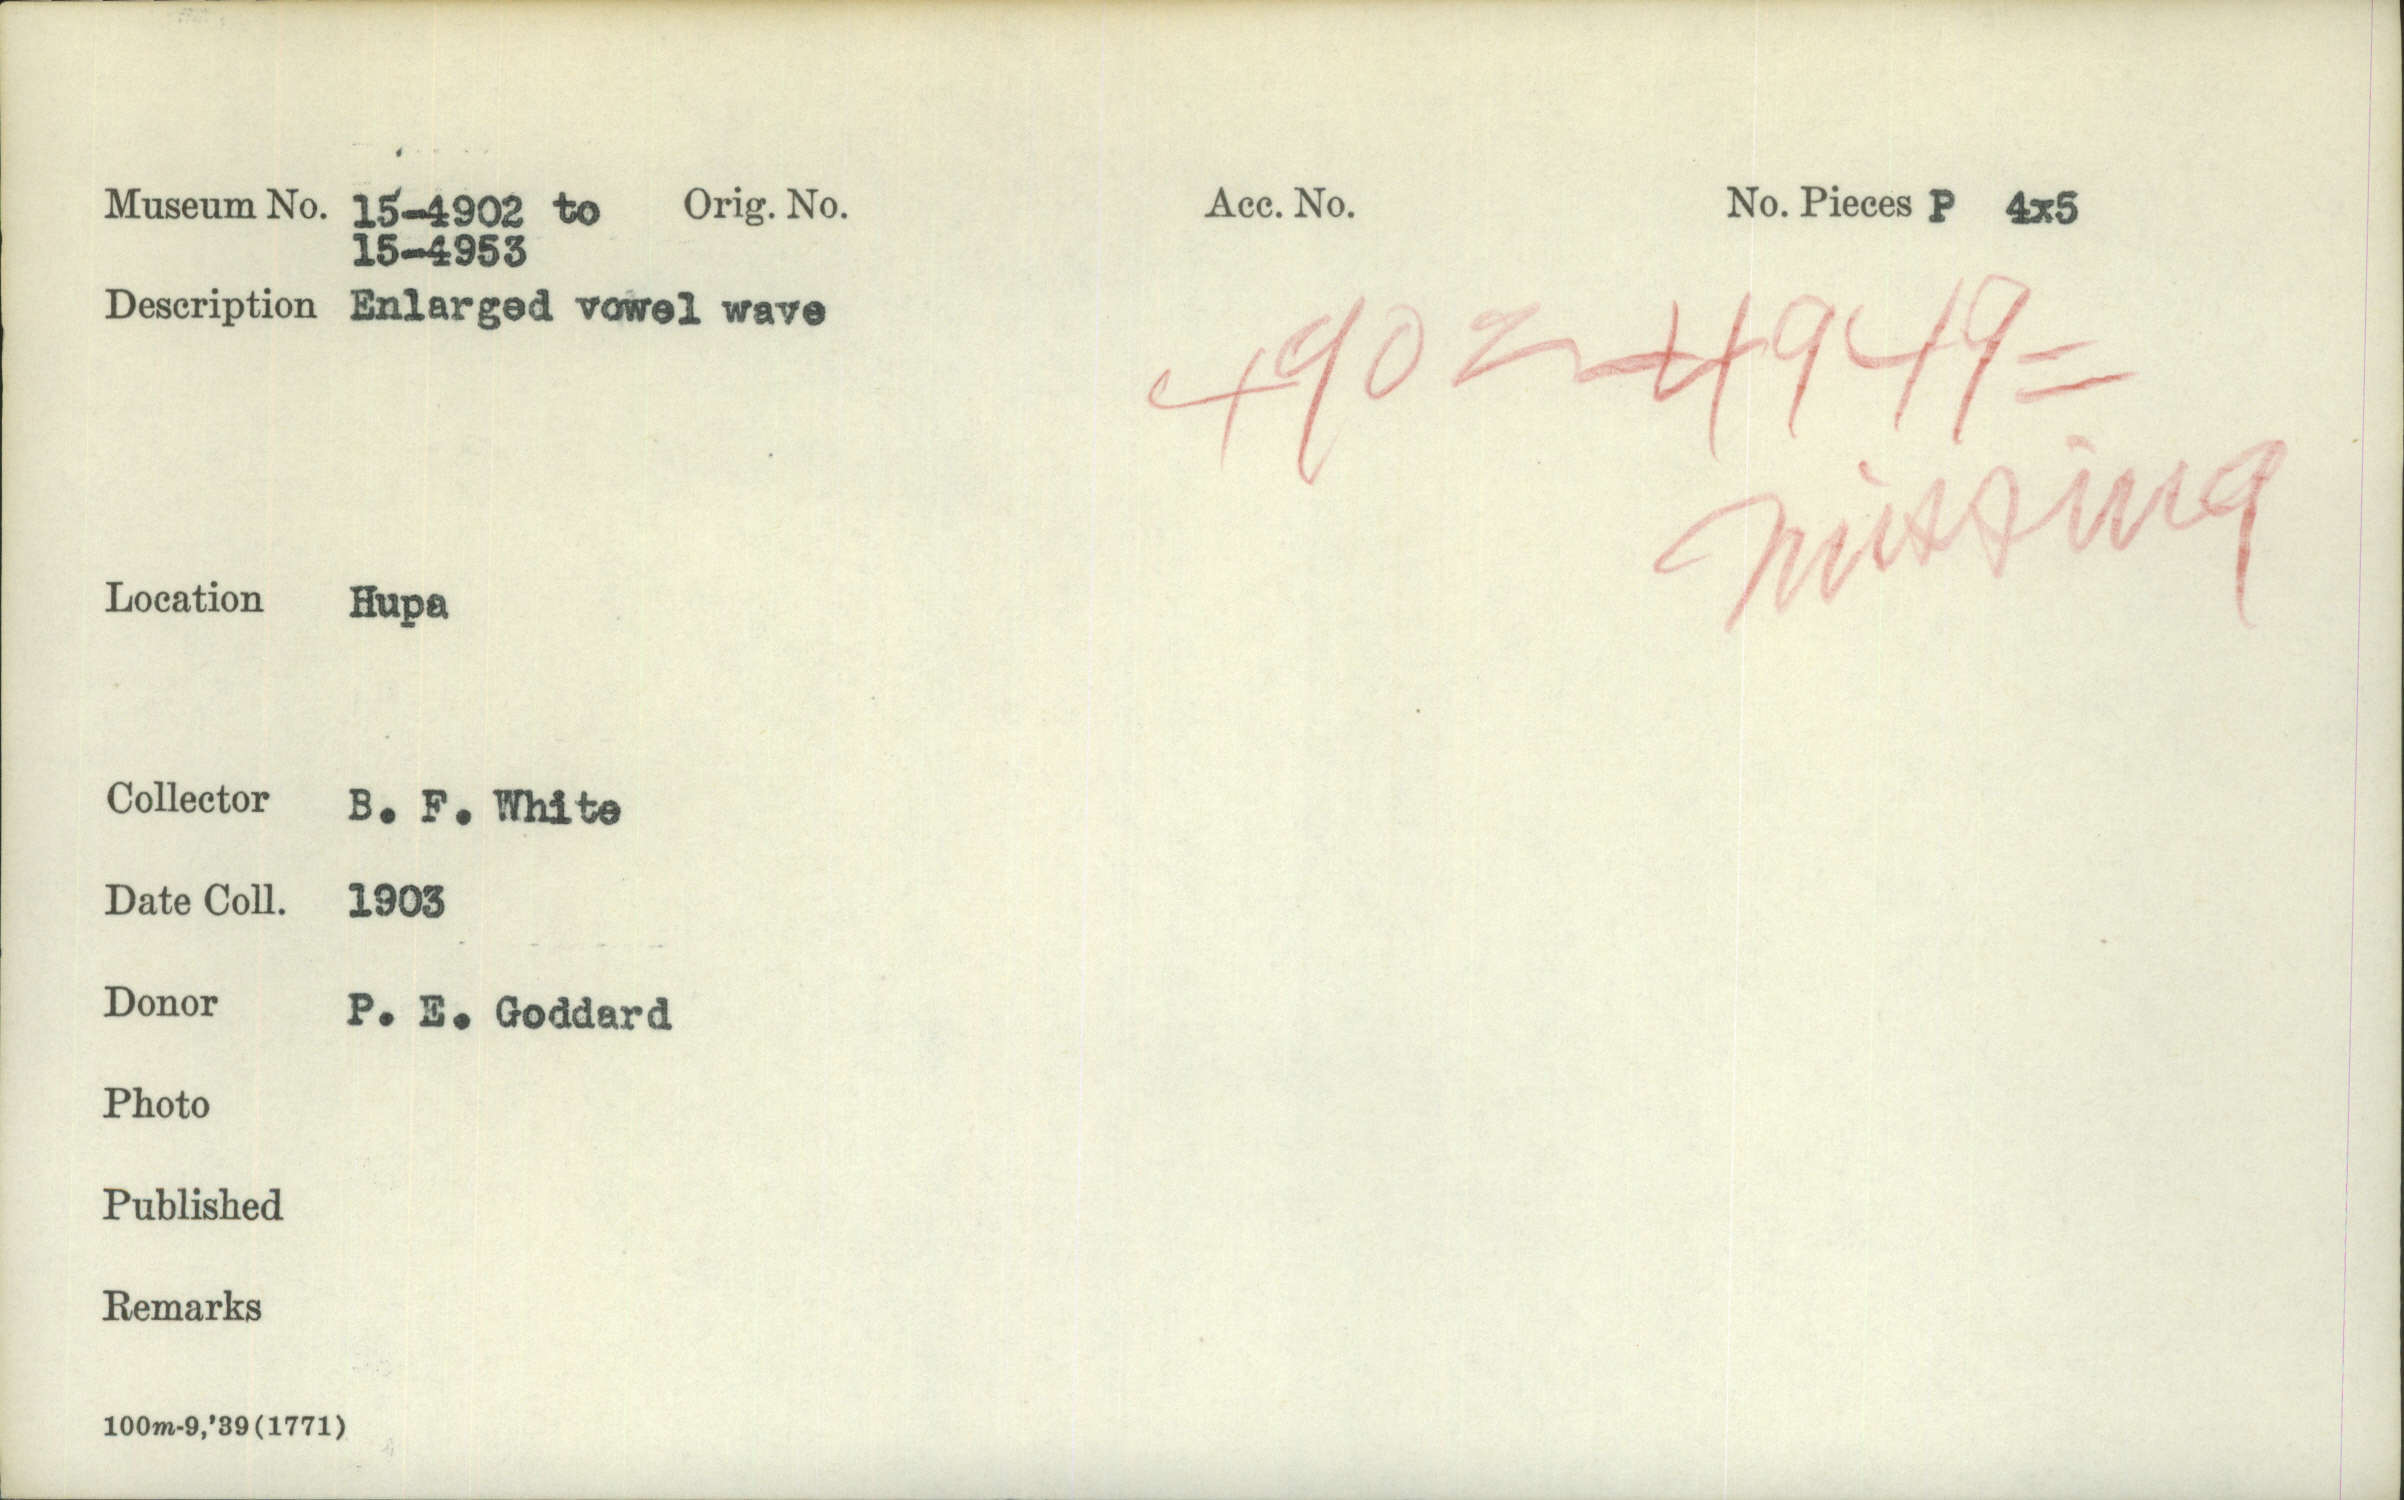 Museum No. 15-4902 to Orig. No. Acc. No. No. Pieces P 4x5
15-4953
Description Enlarged vowel wave
4902-4949=
missing
Location Hupa
Collector B. F. White
Date Coll. 1903
Donor P. E. Goddard
Photo
Published
Remarks
100m-9,'39(1771)